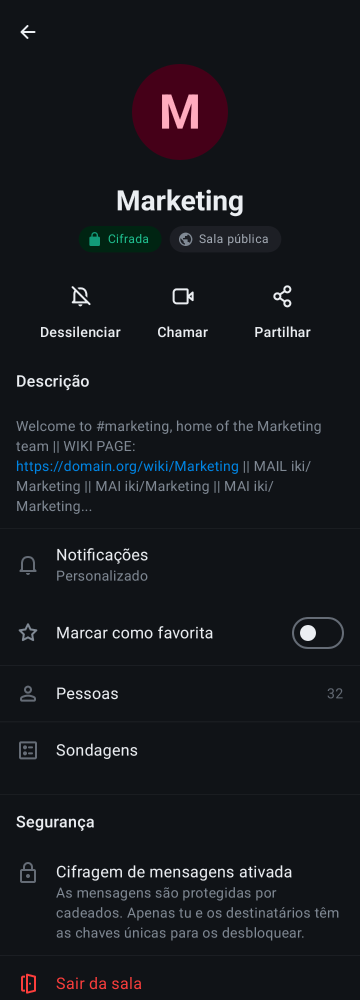 M
Marketing
Cifrada
Sala pública
Dessilenciar
Chamar
Partilhar
Descrição
Welcome to #marketing, home of the Marketing
team || WIKI PAGE:
https://domain.org/wiki/Marketing || MAIL iki/
Marketing || MAI iki/Marketing || MAI iki/
Marketing...
Notificações
Personalizado
Marcar como favorita
Pessoas
32
Sondagens
Segurança
Cifragem de mensagens ativada
As mensagens são protegidas por
cadeados. Apenas tu e os destinatários têm
as chaves únicas para os desbloquear.
Sair da sala